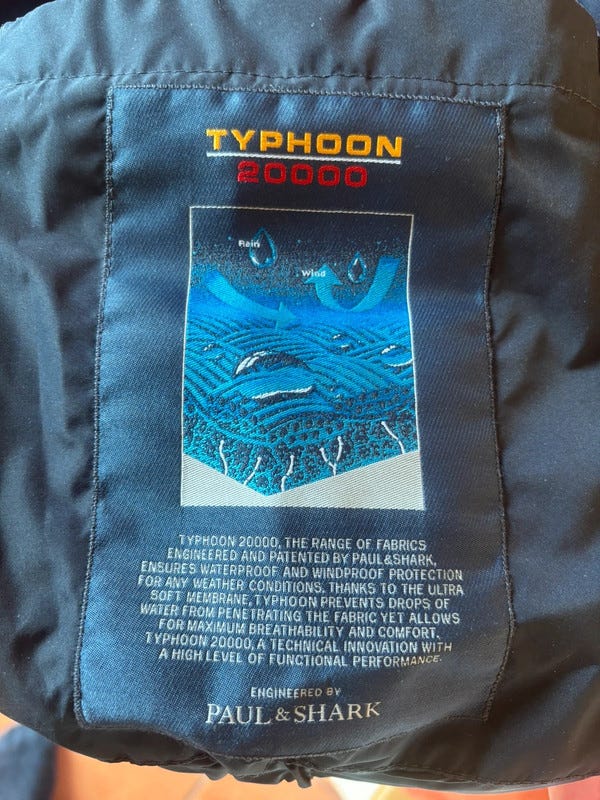 TYPHOON
20000
Rain
Wind
TYPHOON 20000, THE RANGE OF FABRICS
ENGINEERED AND PATENTED BY PAUL&SHARK,
ENSURES WATERPROOF AND WINDPROOF PROTECTION
FOR ANY WEATHER CONDITIONS. THANKS TO THE ULTRA
SOFT MEMBRANE, TYPHOON PREVENTS DROPS OF
WATER FROM PENETRATING THE FABRIC YET ALLOWS
FOR MAXIMUM BREATHABILITY AND COMFORT.
TYPHOON 20000, A TECHNICAL INNOVATION WITH
A HIGH LEVEL OF FUNCTIONAL PERFORMANCE.
ENGINEERED BY
PAUL & SHARK